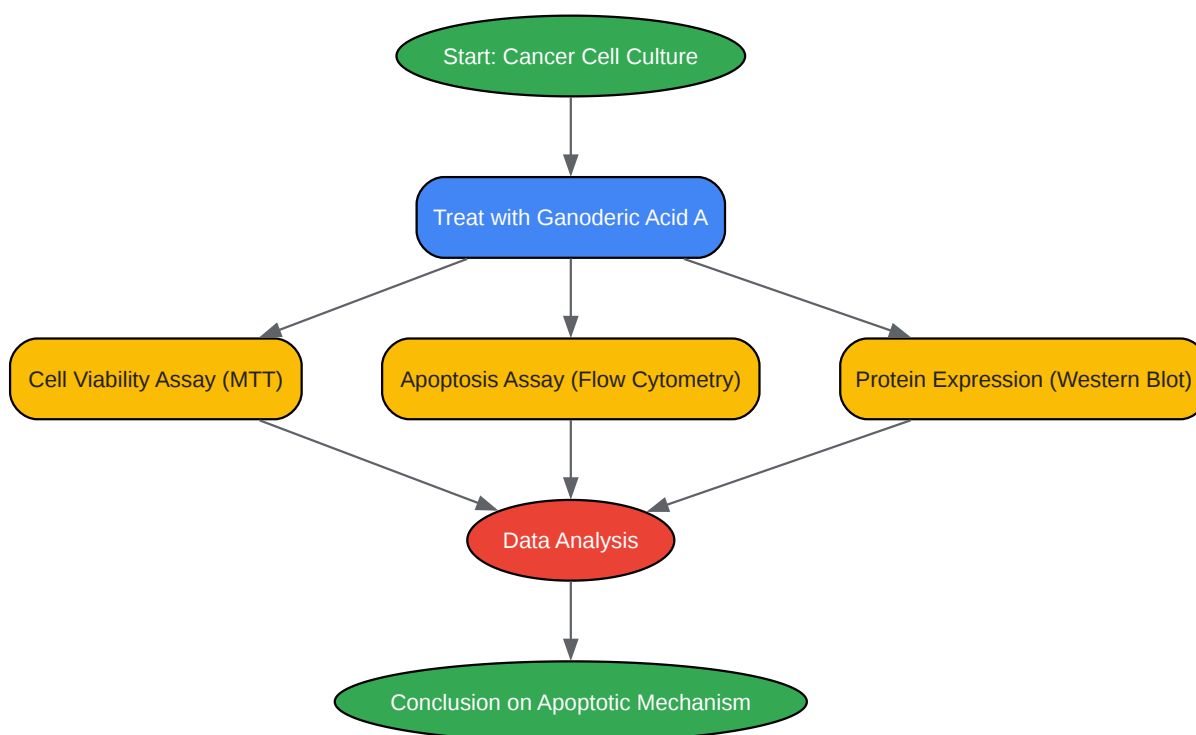 Start: Cancer Cell Culture
Treat with Ganoderic Acid A
Cell Viability Assay (MTT)
Apoptosis Assay (Flow Cytometry)
Protein Expression (Western Blot)
Data Analysis
Conclusion on Apoptotic Mechanism